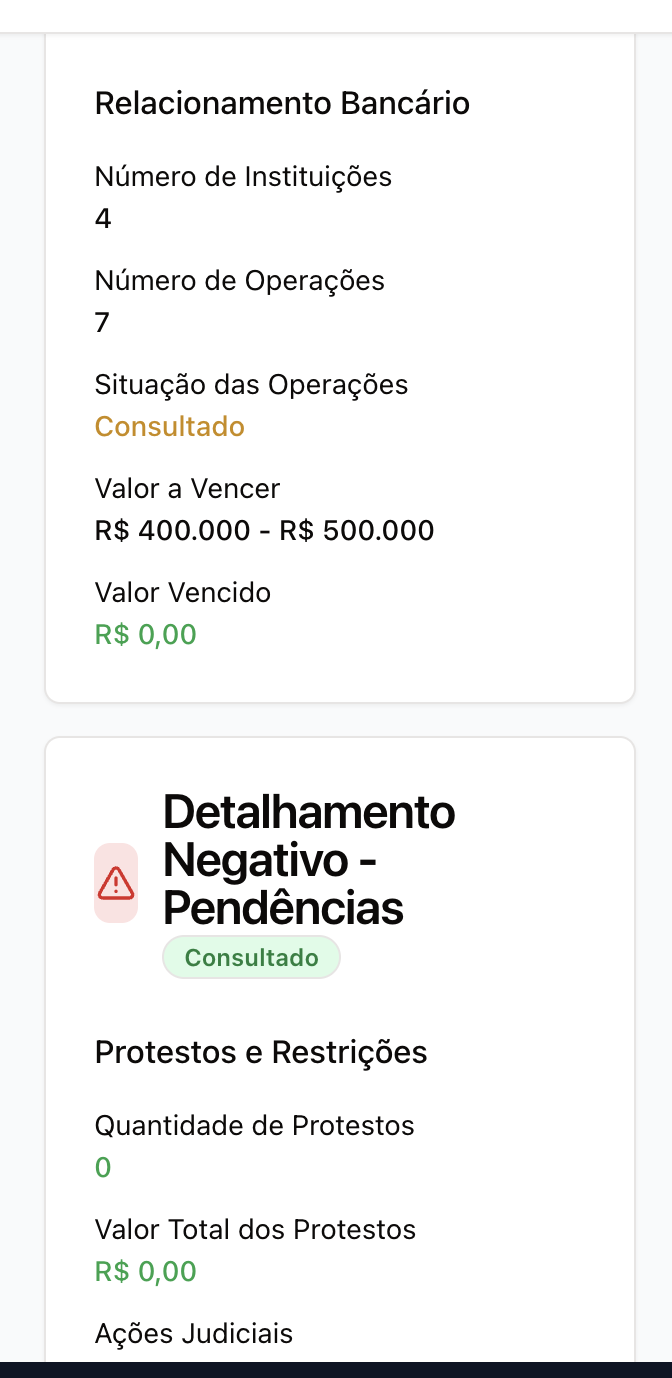 Relacionamento Bancário
Número de Instituições
4
Número de Operações
7
Situação das Operações
Consultado
Valor a Vencer
R$ 400.000 - R$ 500.000
Valor Vencido
R$ 0,00
Detalhamento
Negativo -
Pendências
Consultado
Protestos e Restrições
Quantidade de Protestos
0
Valor Total dos Protestos
R$ 0,00
Ações Judiciais